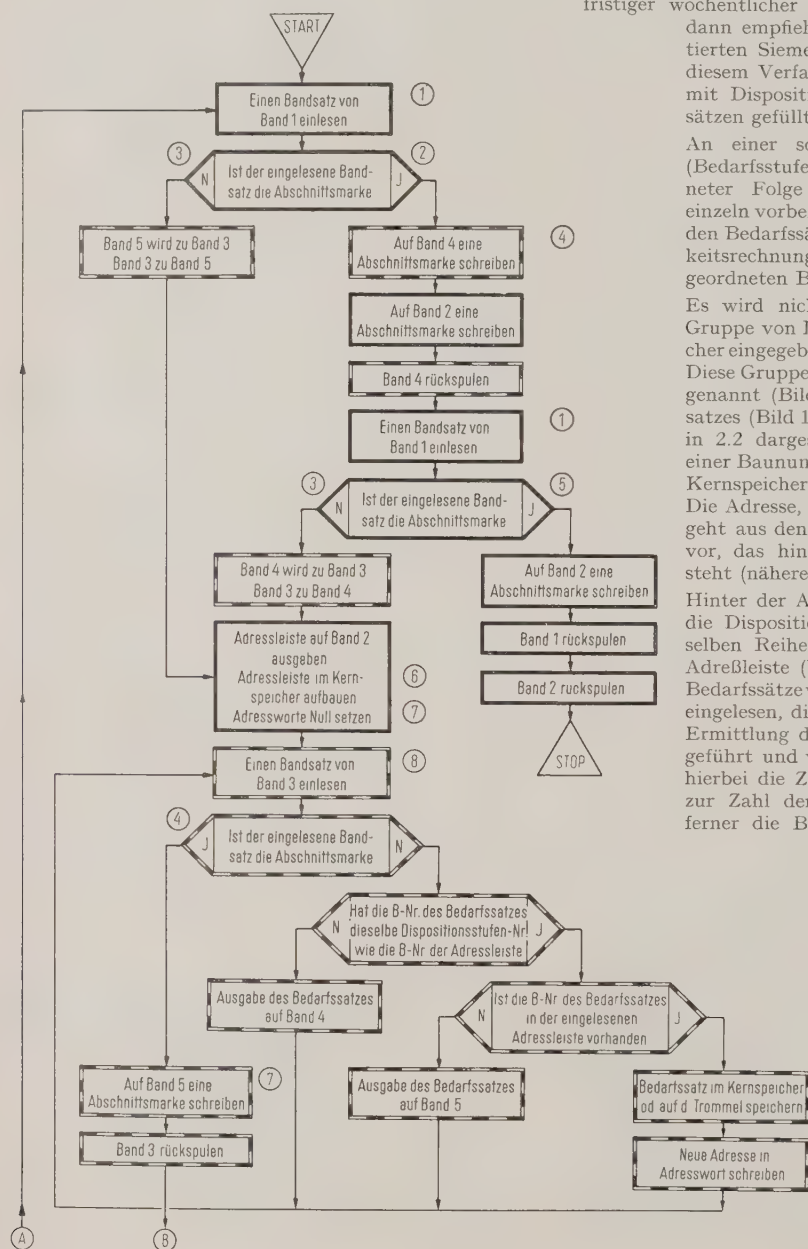 START
Einen Bandsatz von
Band 1 einlesen
1
3
N
Ist der eingelesene Band-
satz die Abschnittsmarke
J
2
Band 5 wird zu Band 3
Band 3 zu Band 5
Auf Band 4 eine
Abschnittsmarke schreiben
4
Auf Band 2 eine
Abschnittsmarke schreiben
Band 4 rückspulen
Einen Bandsatz von
Band 1 einlesen
1
3
N
Ist der eingelesene Band-
satz die Abschnittsmarke
J
5
Band 4 wird zu Band 3
Band 3 zu Band 4
Auf Band 2 eine
Abschnittsmarke schreiben
Adressleiste auf Band 2
ausgeben
Adressleiste im Kern-
speicher aufbauen
Adressworte Null setzen
6
7
Band 1 rückspulen
Band 2 ruckspulen
STOP
Einen Bandsatz von
Band 3 einlesen
8
4
J
Ist der eingelesene Band-
satz die Abschnittsmarke
N
N
Hat die B-Nr. des Bedarfssatzes
dieselbe Dispositionsstufen-Nr
wie die B-Nr der Adressleiste
J
Ausgabe des Bedarfssatzes
auf Band 4
N
Ist die B-Nr des Bedarfssatzes
in der eingelesenen
Adressleiste vorhanden
J
Auf Band 5 eine
Abschnittsmarke schreiben
7
Ausgabe des Bedarfssatzes
auf Band 5
Bedarfssatz im Kernspeicher
od auf d Trommel speichern
Band 3 rückspulen
Neue Adresse in
Adresswort schreiben
A
B
fristiger wöchentlicher
dann empfieh
tierten Sieme
diesem Verfa
mit Dispositi
sätzen gefüllt
An einer so
(Bedarfsstufe
neter Folge
einzeln vorbe
den Bedarfssä
keitsrechnung
geordneten B
Es wird nich
Gruppe von
cher eingegeb
Diese Gruppe
genannt (Bild
satzes (Bild 1
in 2.2 darges
einer Baunum
Kernspeicher
Die Adresse,
geht aus den
vor, das hin
steht (nähere
Hinter der A
die Dispositi
selben Reihe
Adreßleiste (
Bedarfssätze
eingelesen, di
Ermittlung d
geführt und
hierbei die Z
zur Zahl der
ferner die B